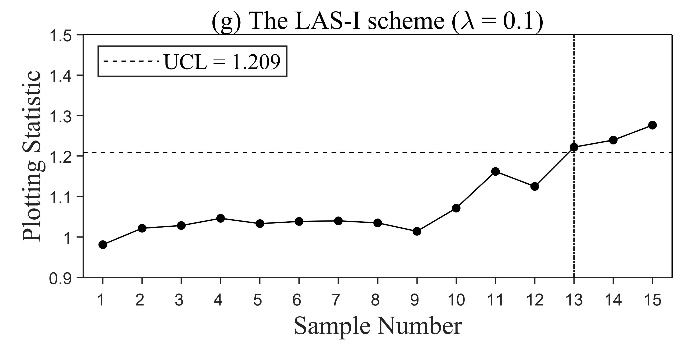 (g) The LAS-I scheme (λ = 0.1)
1.5
1.4
1.3
1.2
1.1
1
0.9
Plotting Statistic
UCL = 1.209
1 2 3 4 5 6 7 8 9 10 11 12 13 14 15
Sample Number